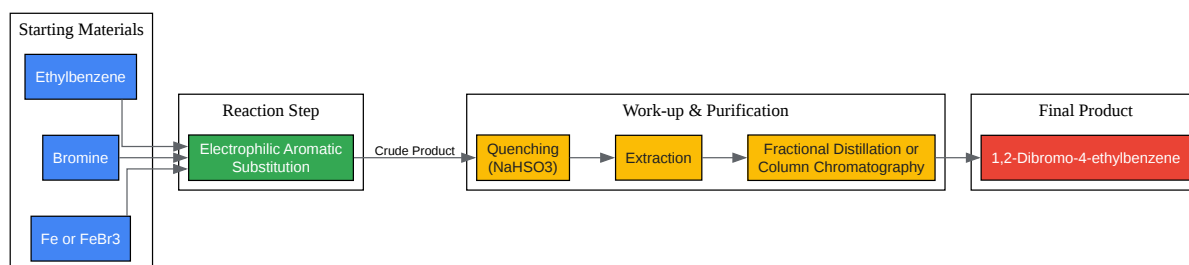 Starting Materials
Ethylbenzene
Bromine
Fe or FeBr3
Reaction Step
Electrophilic Aromatic
Substitution
Crude Product
Work-up & Purification
Quenching
(NaHSO3)
Extraction
Fractional Distillation or
Column Chromatography
Final Product
1,2-Dibromo-4-ethylbenzene